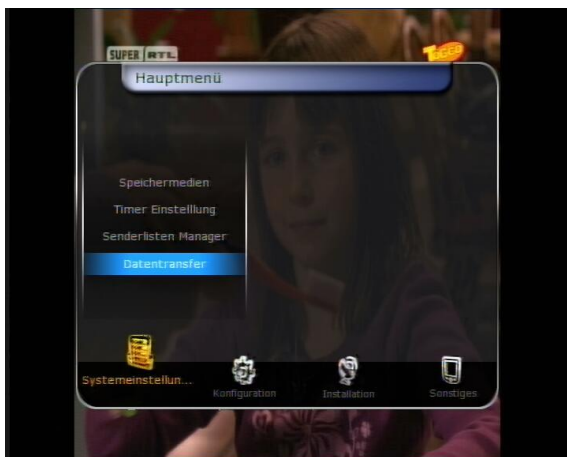 SUPER RTL
TOGGO
Hauptmenü
Speichermedien
Timer Einstelllung
Senderlisten Manager
Datentransfer
Systemeinstellun...
Konfiguration
Installation
Sonstiges